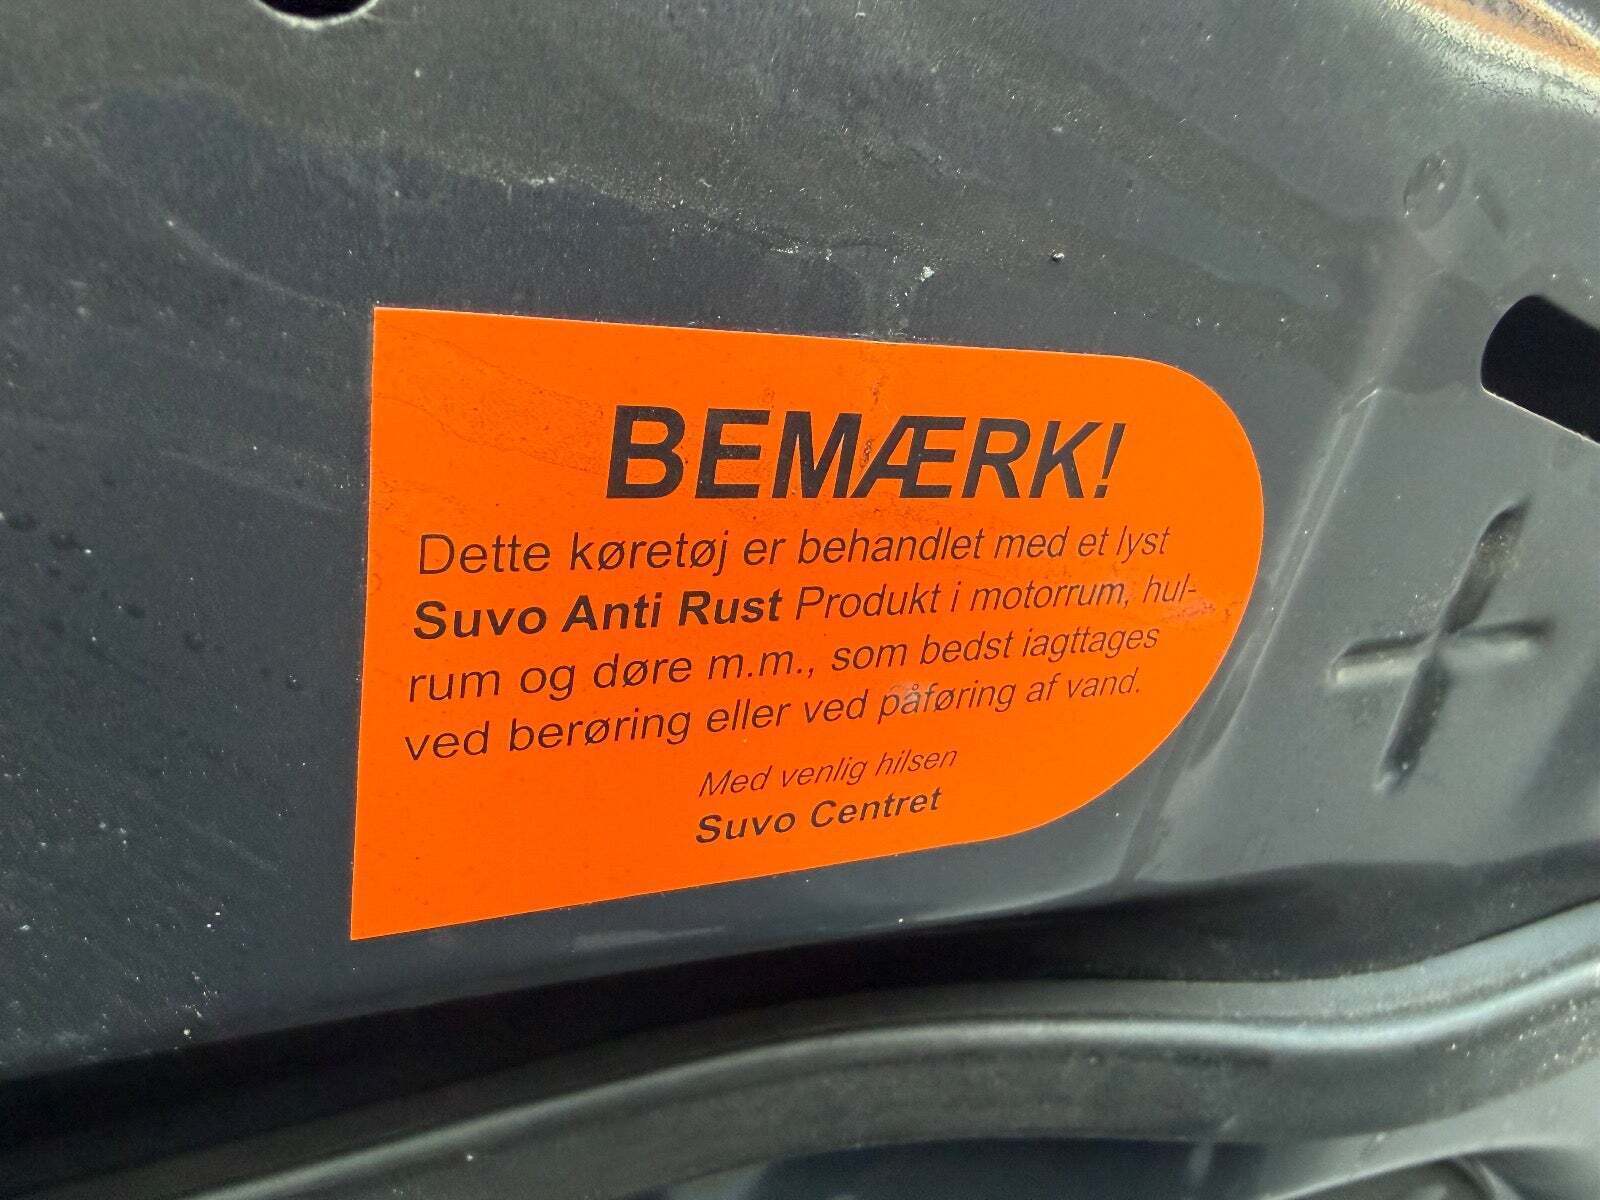 BEMÆRK!
Dette køretøj er behandlet med et lyst
Suvo Anti Rust Produkt i motorrum, hul-
rum og døre m.m., som bedst iagttages
ved berøring eller ved påføring af vand.
Med venlig hilsen
Suvo Centret